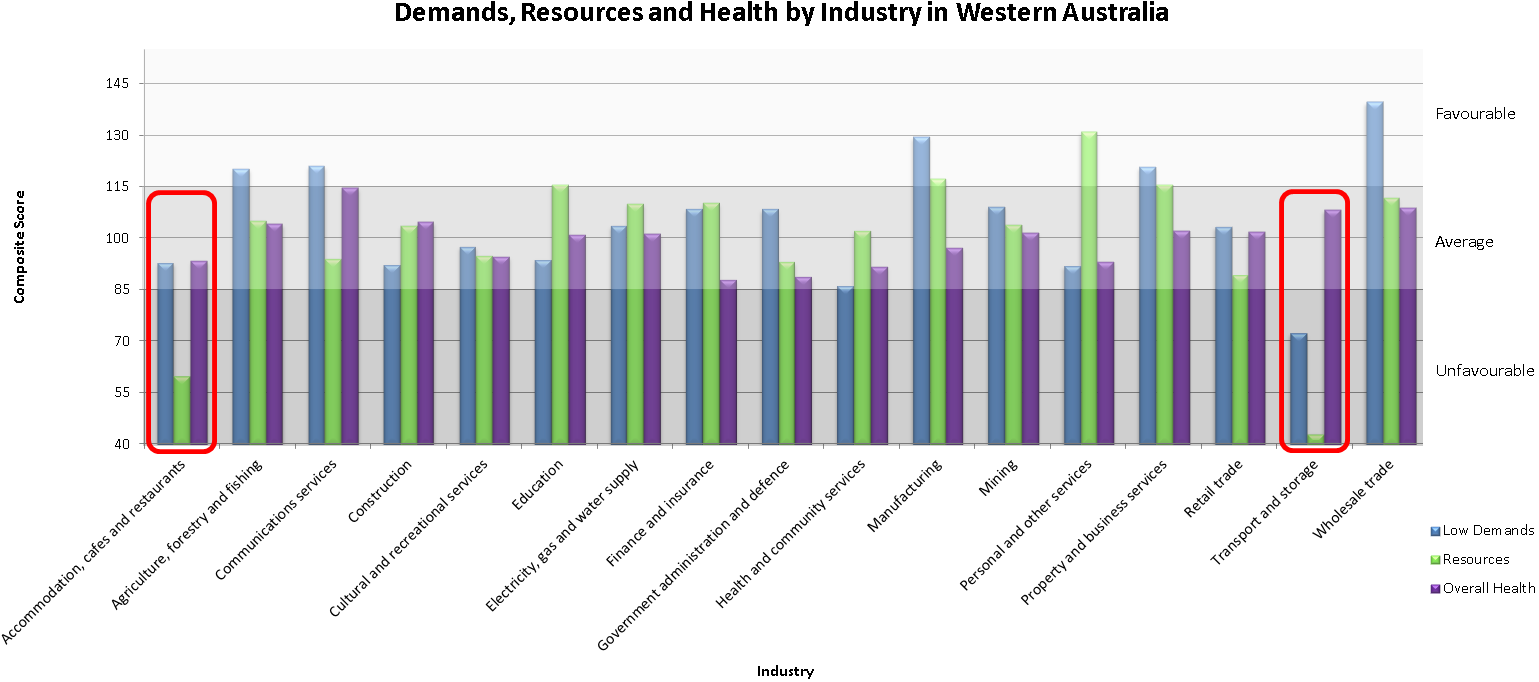 Demands, Resources and Health by Industry in Western Australia
145
130
115
100
85
70
55
40
Composite Score
Favourable
Average
Unfavourable
Accommodation, cafes and restaurants
Agriculture, forestry and fishing
Communications services
Construction
Cultural and recreational services
Education
Electricity, gas and water supply
Finance and insurance
Government administration and defence
Health and community services
Manufacturing
Mining
Personal and other services
Property and business services
Retail trade
Transport and storage
Wholesale trade
Low Demands
Resources
Overall Health
Industry